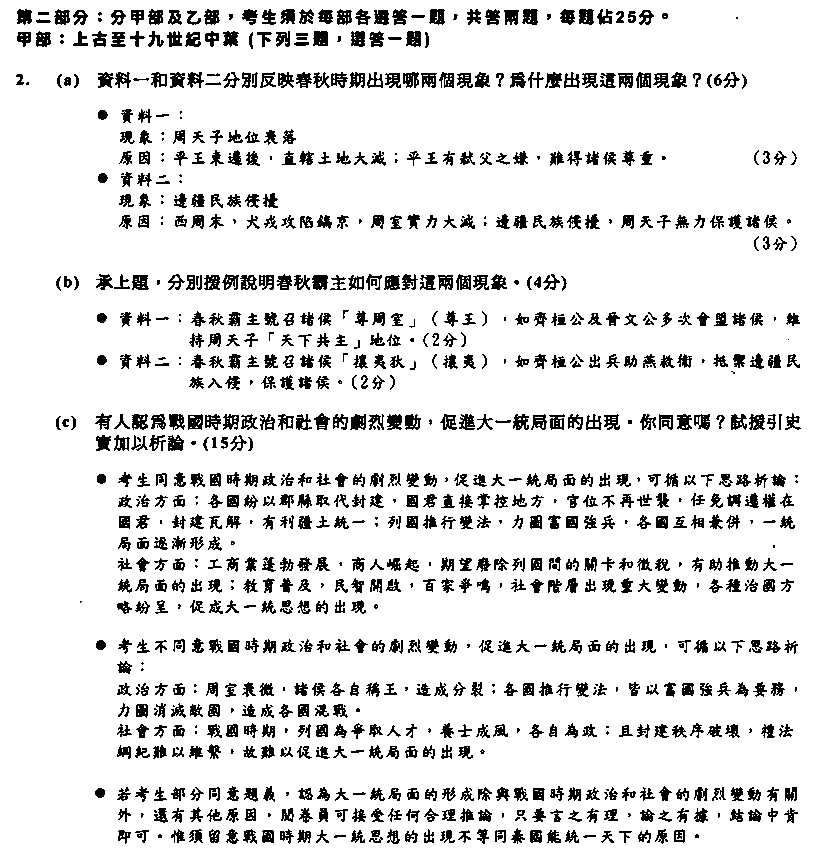 第二部分：分甲部及乙部，考生須於每部各選答一題，共答兩題，每題佔25分。
甲部：上古至十九世紀中葉 (下列三題，選答一題)
2. (a) 資料一和資料二分別反映春秋時期出現哪兩個現象？為什麼出現這兩個現象？(6分)
● 資料一：
現象：周天子地位衰落
原因：平王東遷後，直轄土地大減；平王有弒父之嫌，難得諸侯尊重。 (3分)
● 資料二：
現象：邊疆民族侵擾
原因：西周末，犬戎攻陷鎬京，周室實力大減；邊疆民族侵擾，周天子無力保護諸侯。
(3分)
(b) 承上題，分別援例說明春秋霸主如何應對這兩個現象。(4分)
● 資料一：春秋霸主號召諸侯「尊周室」（尊王），如齊桓公及晉文公多次會盟諸侯，維
持周天子「天下共主」地位。(2分)
● 資料二：春秋霸主號召諸侯「攘夷狄」（攘夷），如齊桓公出兵助燕救衞，抵禦邊疆民
族入侵，保護諸侯。(2分)
(c) 有人認為戰國時期政治和社會的劇烈變動，促進大一統局面的出現。你同意嗎？試援引史
實加以析論。(15分)
● 考生同意戰國時期政治和社會的劇烈變動，促進大一統局面的出現，可循以下思路析論：
政治方面：各國紛以郡縣取代封建，國君直接掌控地方，官位不再世襲，任免調遷權在
國君，封建瓦解，有利疆土統一；列國推行變法，力圖富國強兵，各國互相兼併，一統
局面逐漸形成。
社會方面：工商業蓬勃發展，商人崛起，期望廢除列國間的關卡和徵稅，有助推動大一
統局面的出現；教育普及，民智開啟，百家爭鳴，社會階層出現重大變動，各種治國方
略紛呈，促成大一統思想的出現。
● 考生不同意戰國時期政治和社會的劇烈變動，促進大一統局面的出現，可循以下思路析
論：
政治方面：周室衰微，諸侯各自稱王，造成分裂；各國推行變法，皆以富國強兵為要務，
力圖消滅敵國，造成各國混戰。
社會方面：戰國時期，列國為爭取人才，養士成風，各自為政；且封建秩序破壞，禮法
綱紀難以維繫，故難以促進大一統局面的出現。
● 若考生部分同意題義，認為大一統局面的形成除與戰國時期政治和社會的劇烈變動有關
外，還有其他原因，閱卷員可接受任何合理推論，只要言之有理，論之有據，結論中肯
即可。惟須留意戰國時期大一統思想的出現不等同秦國能統一天下的原因。